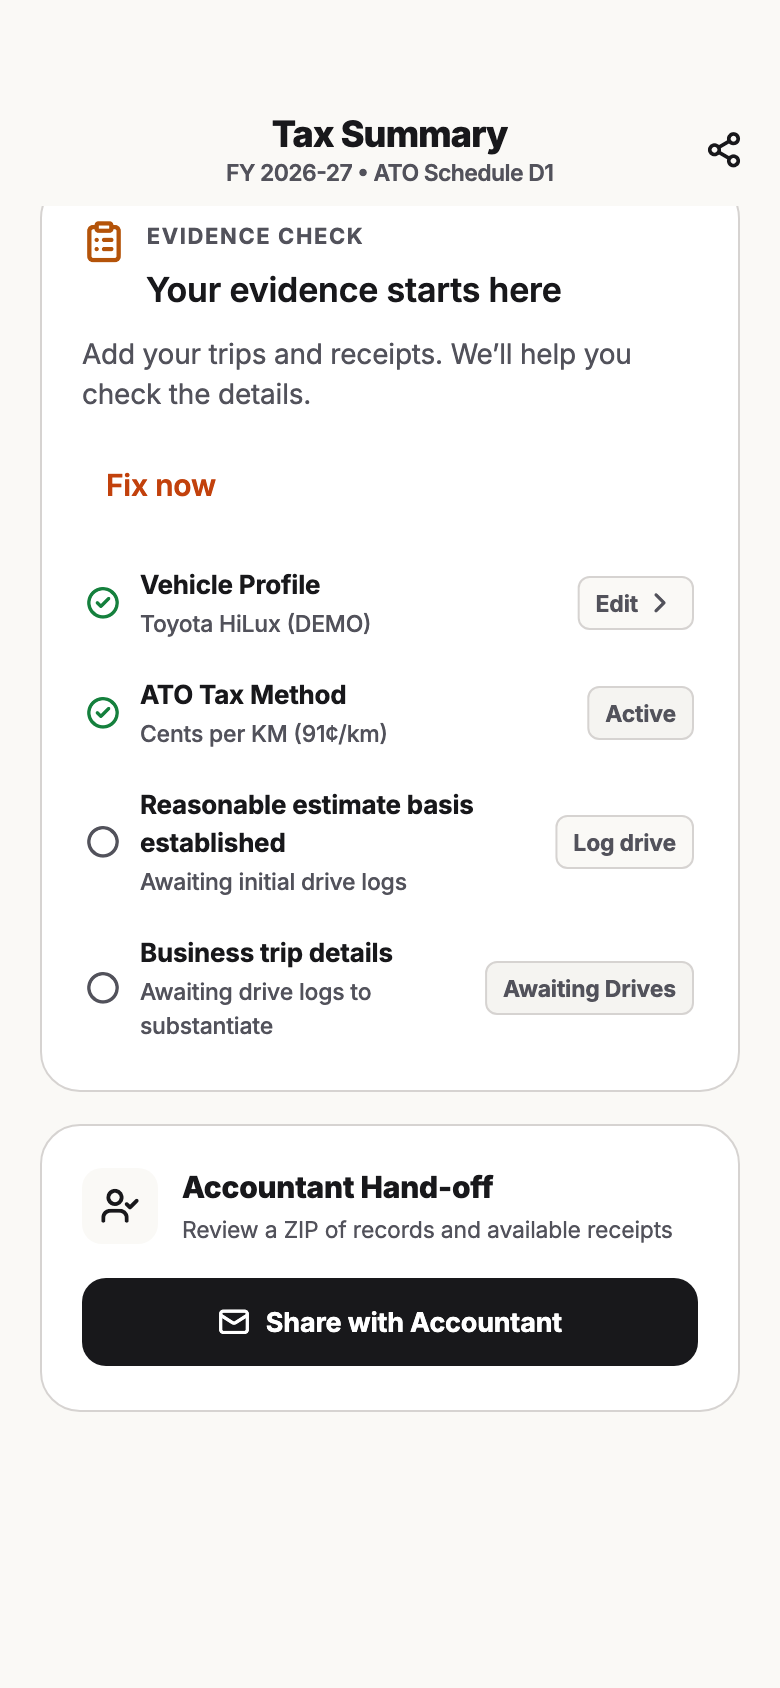 Tax Summary
FY 2026-27 • ATO Schedule D1
EVIDENCE CHECK
Your evidence starts here
Add your trips and receipts. We’ll help you
check the details.
Fix now
Vehicle Profile
Toyota HiLux (DEMO)
Edit
ATO Tax Method
Cents per KM (91¢/km)
Active
Reasonable estimate basis
established
Awaiting initial drive logs
Log drive
Business trip details
Awaiting drive logs to
substantiate
Awaiting Drives
Accountant Hand-off
Review a ZIP of records and available receipts
Share with Accountant